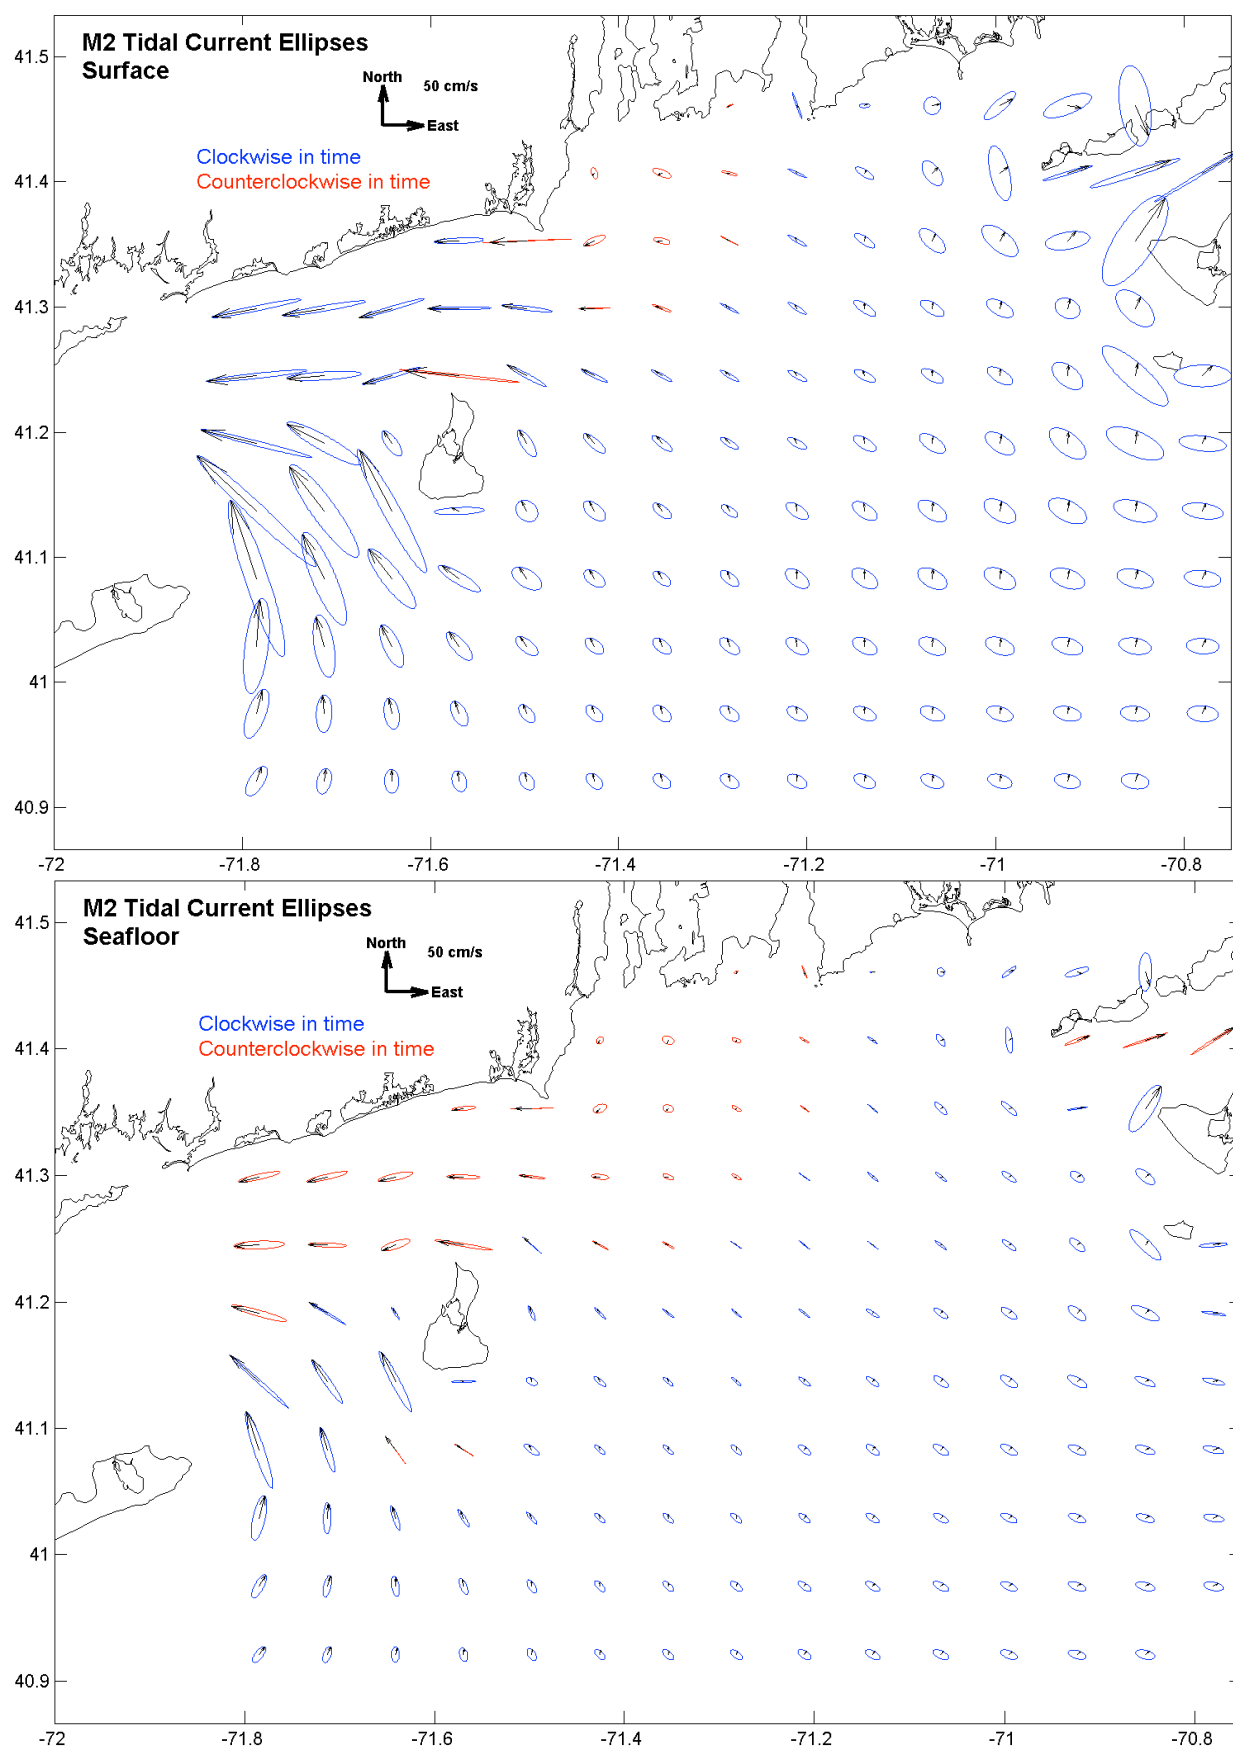 M2 Tidal Current Ellipses
Surface
North
50 cm/s
East
Clockwise in time
Counterclockwise in time
41.5
41.4
41.3
41.2
41.1
41
40.9
-72
-71.8
-71.6
-71.4
-71.2
-71
-70.8
M2 Tidal Current Ellipses
Seafloor
North
50 cm/s
East
Clockwise in time
Counterclockwise in time
41.5
41.4
41.3
41.2
41.1
41
40.9
-72
-71.8
-71.6
-71.4
-71.2
-71
-70.8